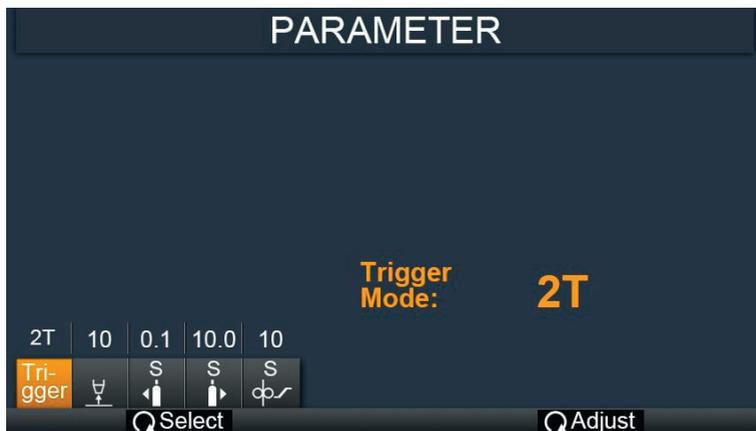 PARAMETER
Trigger
Mode:
2T
2T 10 0.1 10.0 10
Tri-
gger
S S S
Select Adjust